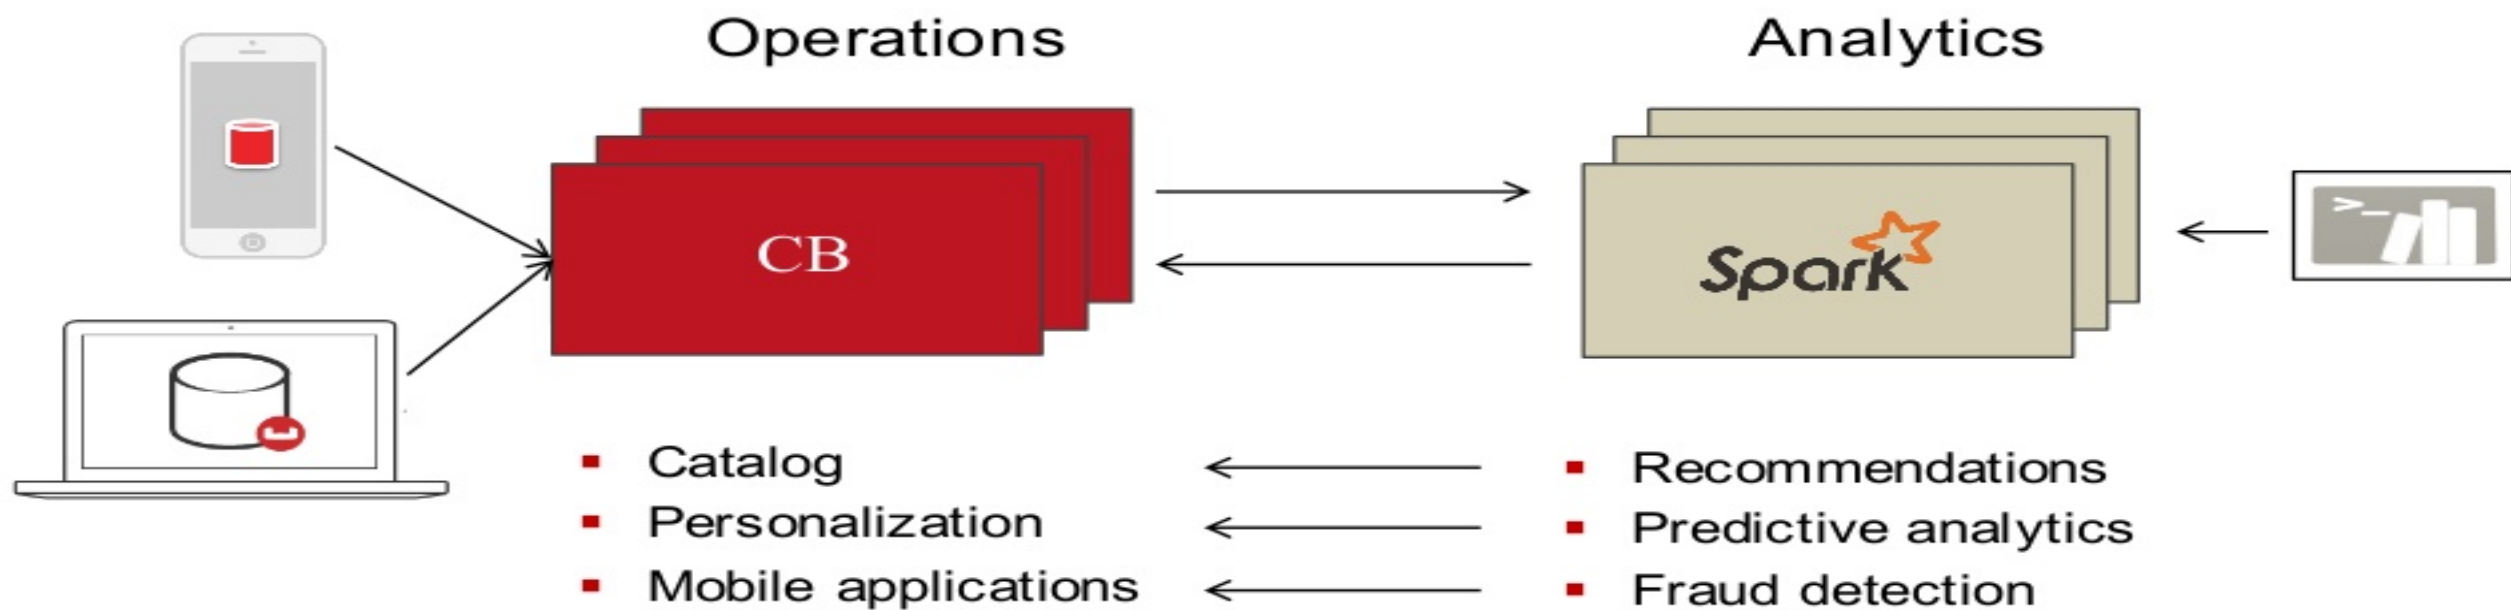 Operations
Analytics
CB
Spark
>_
Catalog
Personalization
Mobile applications
Recommendations
Predictive analytics
Fraud detection